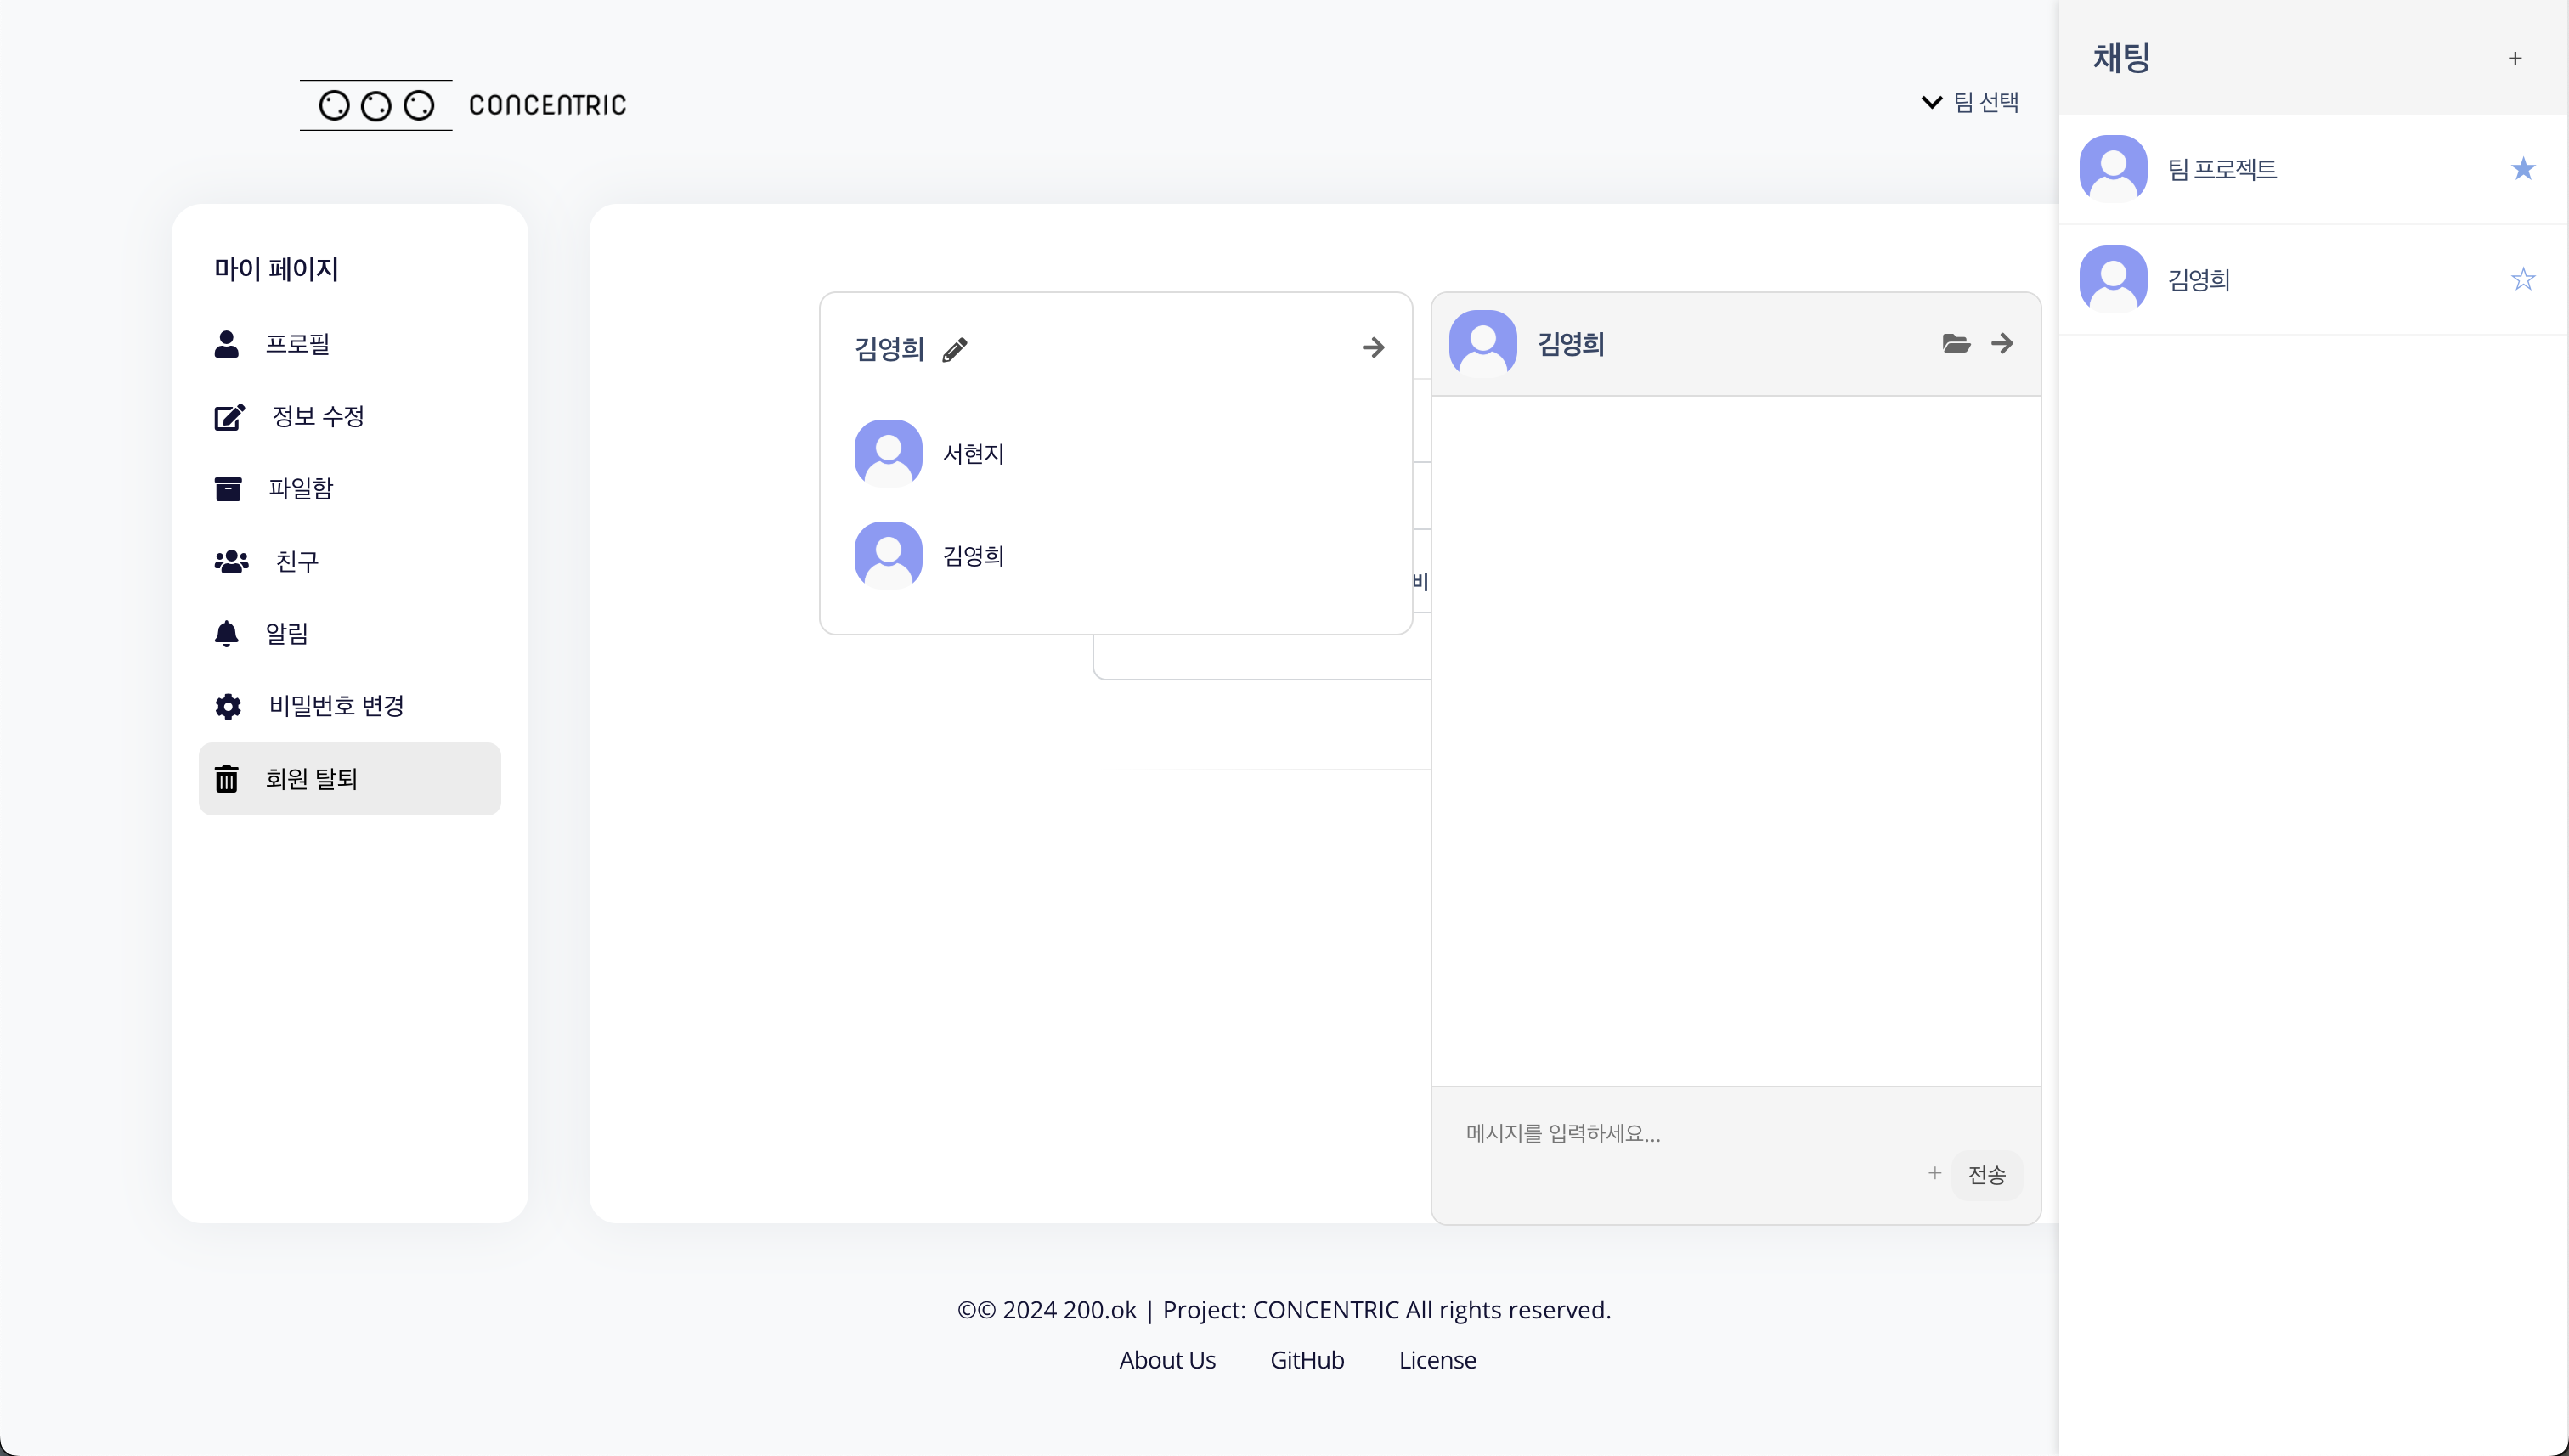 CONCENTRIC
팀 선택
마이 페이지
프로필
정보 수정
파일함
친구
알림
비밀번호 변경
회원 탈퇴
김영희
서현지
김영희
비
김영희
메시지를 입력하세요...
+ 전송
채팅 +
팀 프로젝트
김영희
©© 2024 200.ok | Project: CONCENTRIC All rights reserved.
About Us GitHub License